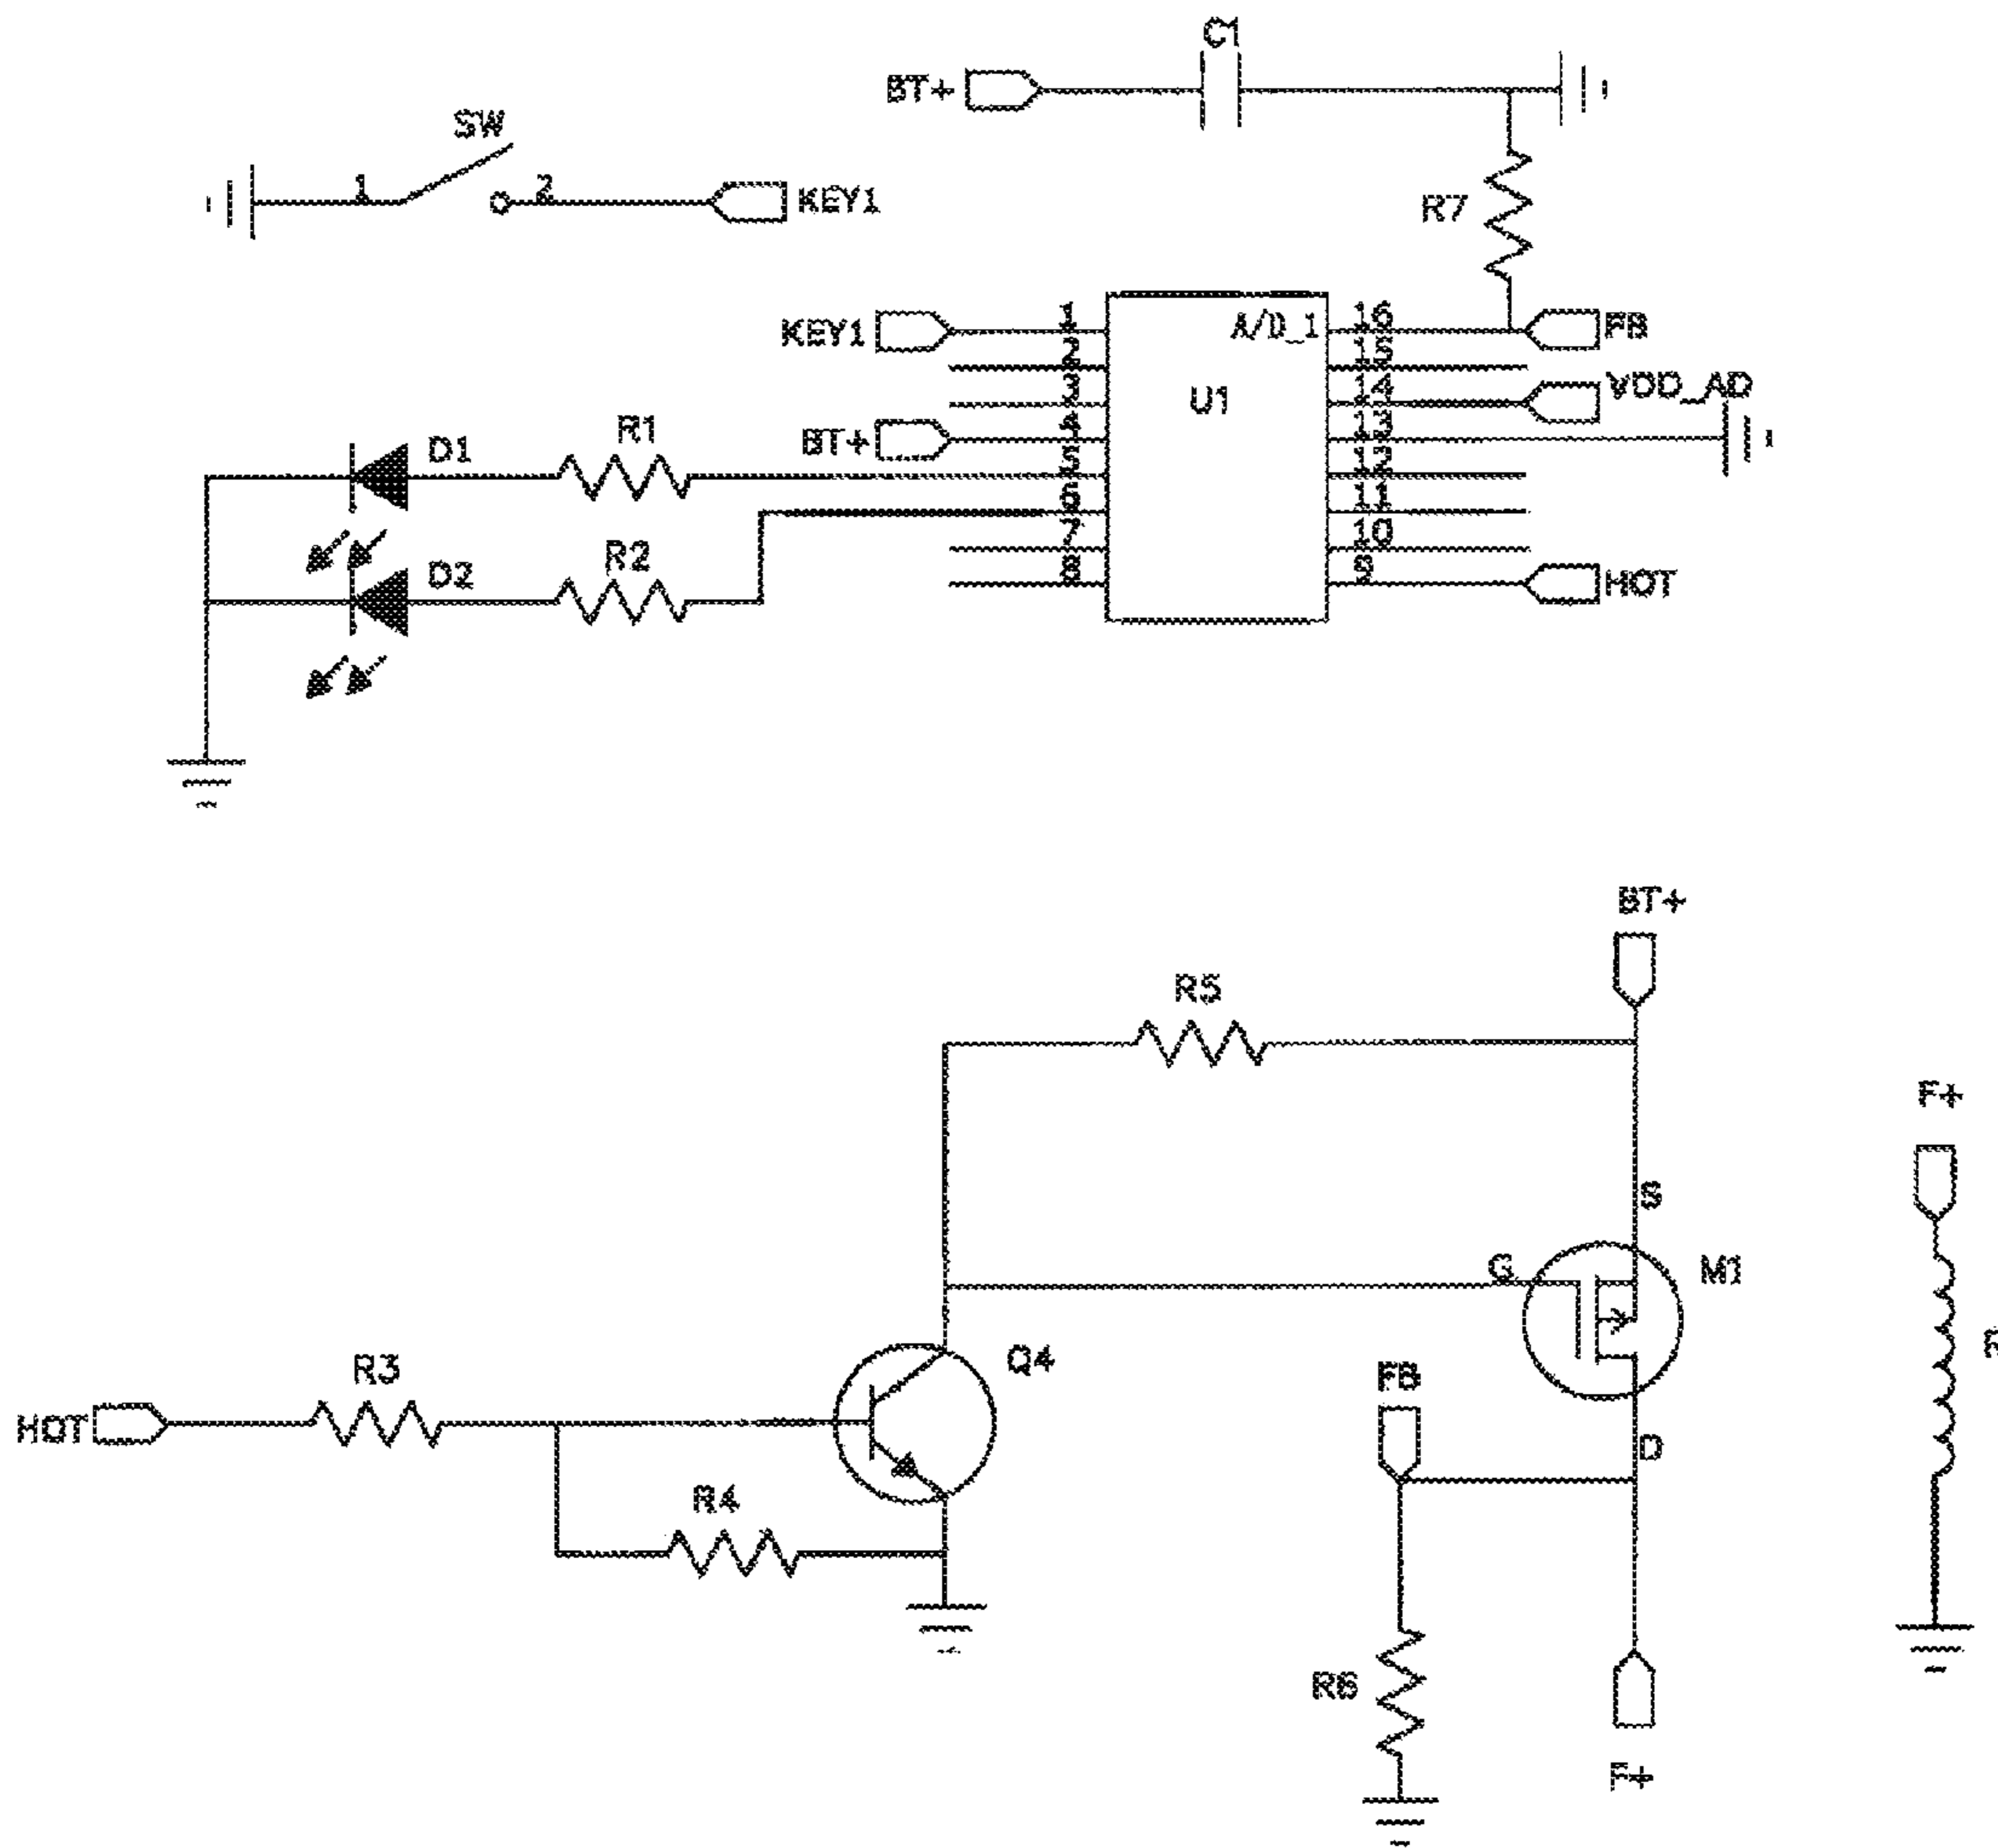 C1
BT+
SW
1 2 KEY1
R7
KEY1 1 A/D_1 16 FB
2 15
3 U1 14 VDD_AD
BT+ 4 13
D1 R1 5 12
6 11
7 10
D2 R2 8 9 HOT
BT+
R5
F+
S
G M1
R3 Q4 FB R
HOT D
R4
R6
F+